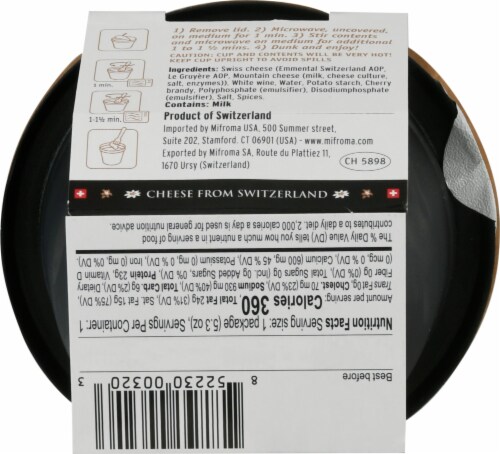 1) Remove lid. 2) Microwave, uncovered,
on medium for 1 min. 3) Stir contents
and microwave on medium for additional
1 to 1 ½ mins. 4) Dunk and enjoy!
CAUTION: CUP AND CONTENTS WILL BE VERY HOT!
KEEP CUP UPRIGHT TO AVOID SPILLS
1 min.
1-1½ min.
Ingredients: Swiss cheese (Emmental Switzerland AOP,
Le Gruyère AOP, Mountain cheese (milk, cheese culture,
salt, enzymes)), White wine, Water, Potato starch, Cherry
brandy, Polyphosphate (emulsifier), Disodiumphosphate
(emulsifier), Salt, Spices.
Contains: Milk
Product of Switzerland
Imported by Mifroma USA, 500 Summer street,
Suite 202, Stamford, CT 06901 (USA) - www.mifroma.com
Exported by Mifroma SA, Route du Plattiez 11,
1670 Ursy (Switzerland)
CH 5898
CHEESE FROM SWITZERLAND
Best before
Nutrition Facts Serving size: 1 package (5.3 oz), Servings Per Container: 1,
Amount per serving: Calories 360, Total Fat 24g (31% DV), Sat. Fat 15g (75% DV),
Trans Fat 0g, Cholest. 70 mg (23% DV), Sodium 930 mg (40% DV), Total Carb. 6g (2% DV), Dietary
Fiber 0g (0% DV), Total Sugars 0g (Incl. 0g Added Sugars, 0% DV), Protein 23g, Vitamin D
(0 mcg, 0% DV), Calcium (600 mg, 45% DV), Iron (0 mg, 0% DV), Potassium (0 mg, 0% DV).
The % Daily Value (DV) tells you how much a nutrient in a serving of food
contributes to a daily diet. 2,000 calories a day is used for general nutrition advice.
8 52230 00320 3